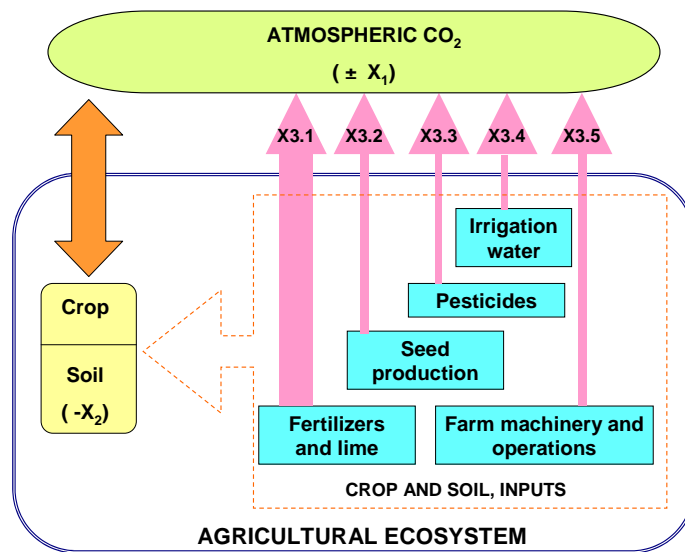 ATMOSPHERIC CO₂
( ± X₁)
X3.1
X3.2
X3.3
X3.4
X3.5
Irrigation
water
Crop
Pesticides
Soil
( -X₂)
Seed
production
Fertilizers
and lime
Farm machinery and
operations
CROP AND SOIL, INPUTS
AGRICULTURAL ECOSYSTEM